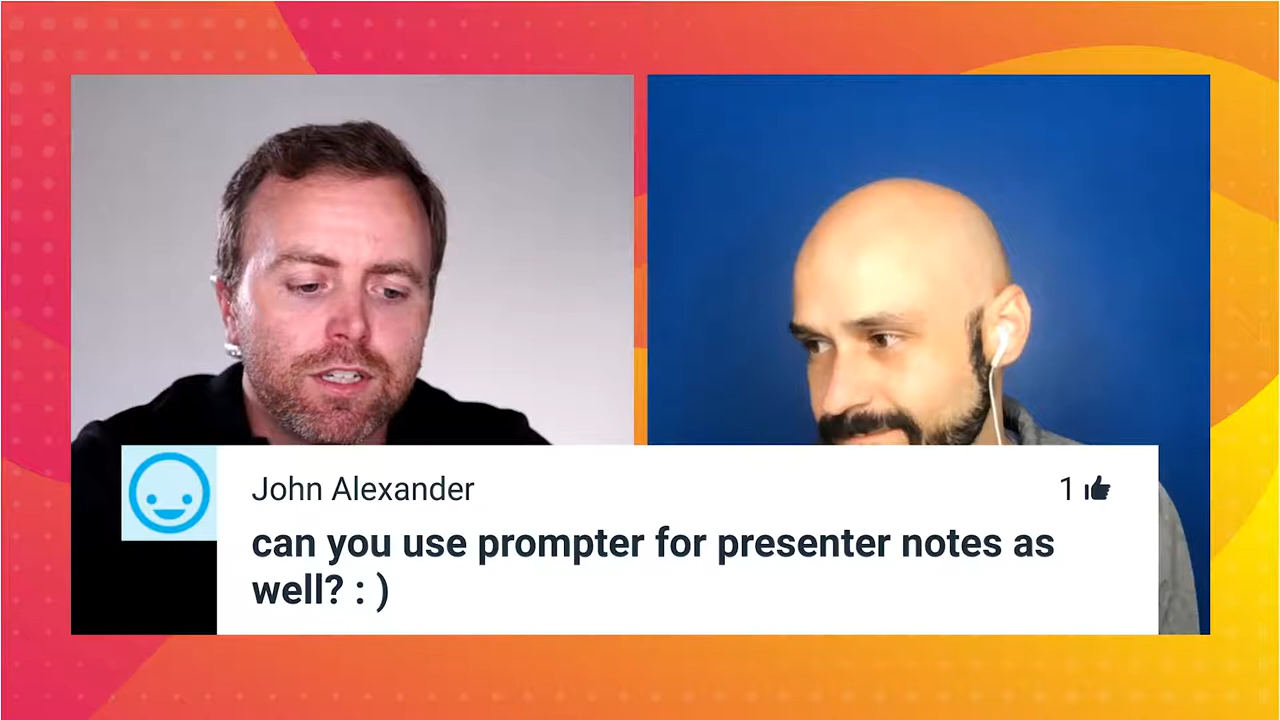 John Alexander
1
can you use prompter for presenter notes as
well? : )